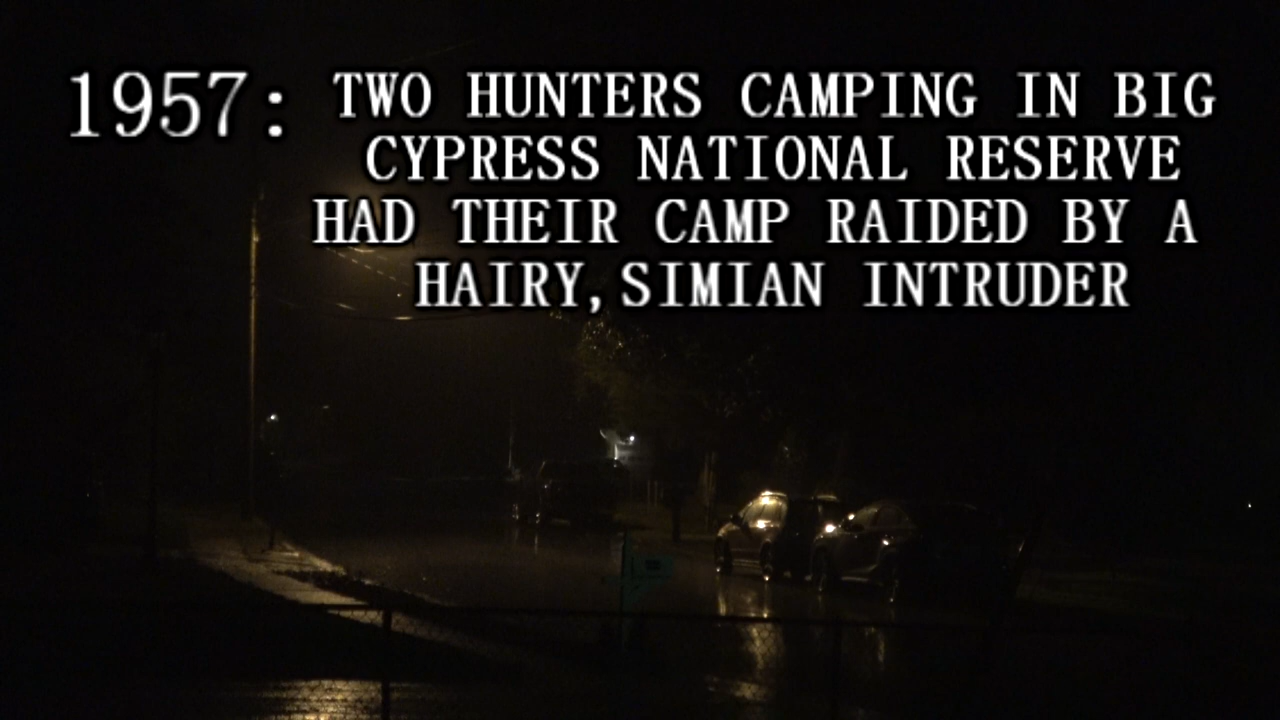 1957: TWO HUNTERS CAMPING IN BIG
CYPRESS NATIONAL RESERVE
HAD THEIR CAMP RAIDED BY A
HAIRY, SIMIAN INTRUDER